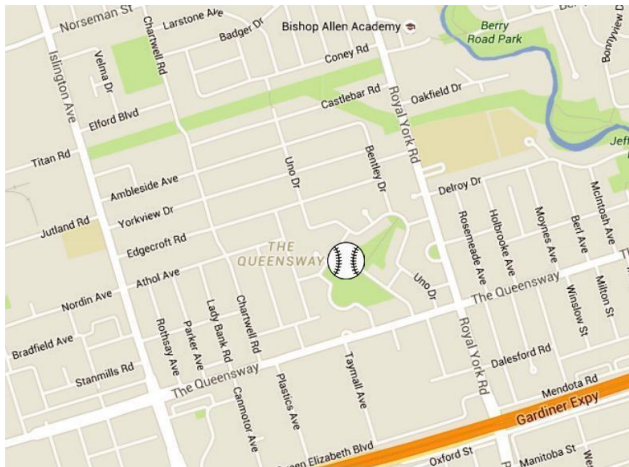 Norseman St
Larstone Ave
Badger Dr
Bishop Allen Academy
Berry
Road Park
Bonnyview Dr
Islington Ave
Velma Dr
Chartwell Rd
Coney Rd
Castlebar Rd
Oakfield Dr
Royal York Rd
Elford Blvd
Titan Rd
Uno Dr
Bentley Dr
Ambleside Ave
Delroy Dr
Yorkview Dr
Jutland Rd
Edgecroft Rd
THE
QUEENSWAY
Rosemeade Ave
Holbrooke Ave
Moynes Ave
Berl Ave
McIntosh Ave
Athol Ave
Nordin Ave
Uno Dr
The Queensway
Winslow St
Milton St
Chartwell Rd
Lady Bank Rd
Parker Ave
Rothsay Ave
Bradfield Ave
Royal York Rd
Dalesford Rd
Stanmills Rd
The Queensway
Canmotor Ave
Plastics Ave
Taymall Ave
Mendota Rd
Gardiner Expy
Elizabeth Blvd
Oxford St
Manitoba St